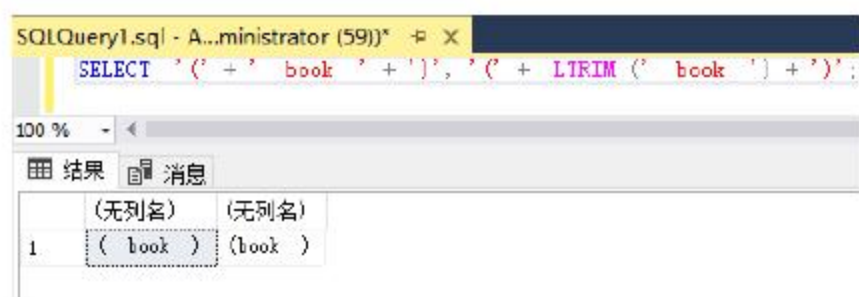 SQLQuery1.sql - A...ministrator (59))*
SELECT '(' + '  book  ' + ')', '(' + LTRIM ('  book  ') + ')';
100 %
结果 消息
(无列名) (无列名)
1 (  book  ) (book  )